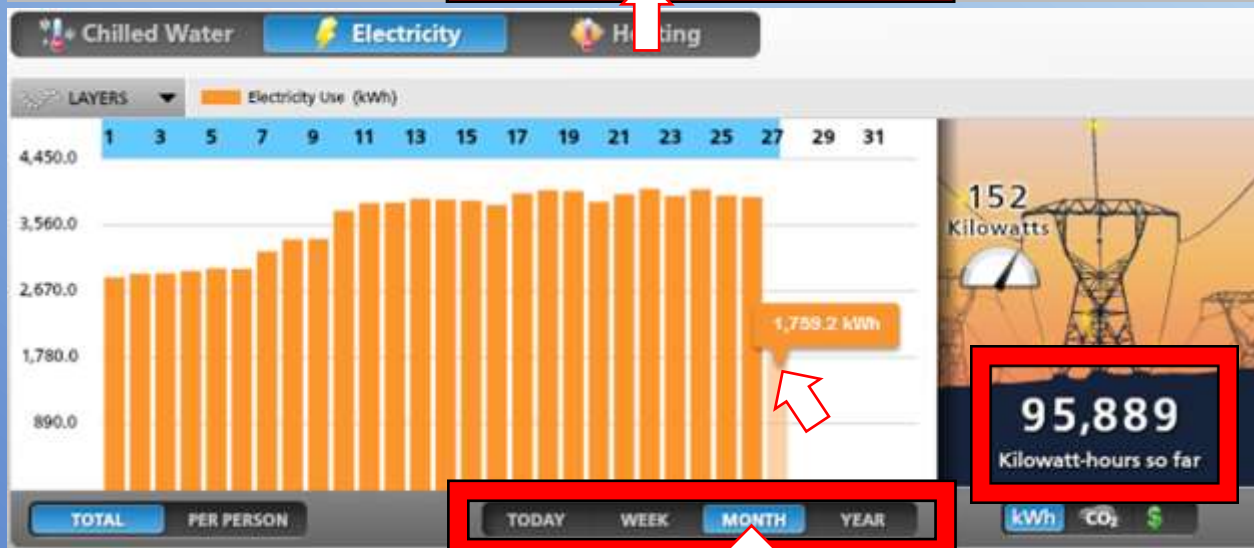 Chilled Water Electricity Heating
LAYERS Electricity Use (kWh)
1 3 5 7 9 11 13 15 17 19 21 23 25 27 29 31
4,450.0
3,560.0
2,670.0
1,780.0
890.0
1,759.2 kWh
152
Kilowatts
95,889
Kilowatt-hours so far
TOTAL PER PERSON TODAY WEEK MONTH YEAR kWh CO₂ $